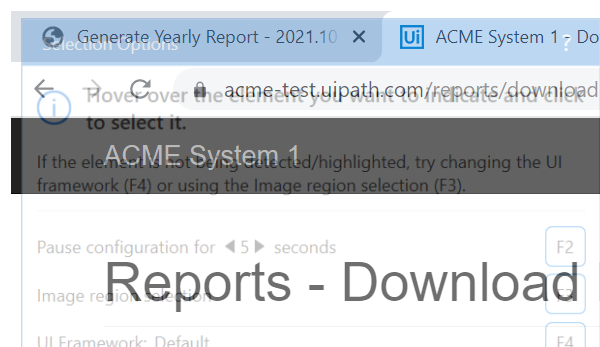 Selection Options ?
Generate Yearly Report - 2021.10 × Ui ACME System 1 - Do
acme-test.uipath.com/reports/download
Hover over the element you want to indicate and click
to select it.
ACME System 1
If the element is not being detected/highlighted, try changing the UI
framework (F4) or using the Image region selection (F3).
Pause configuration for 5 seconds F2
Reports - Download
Image region selection F3
UI Framework: Default F4